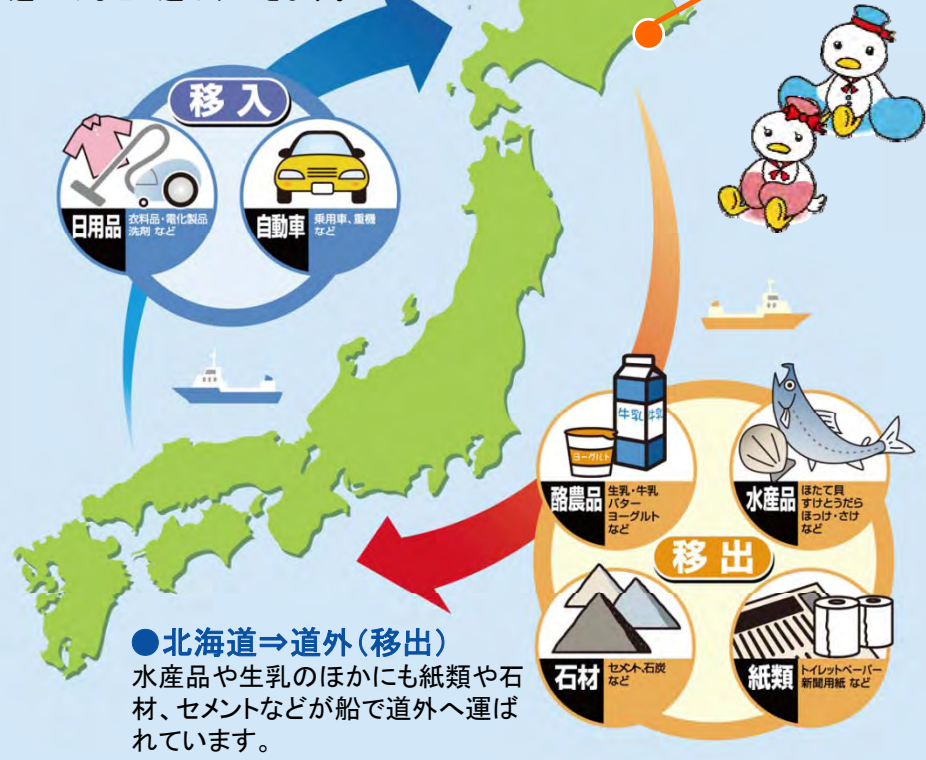 移入
日用品
衣料品・電化製品
洗剤 など
自動車
乗用車、重機
など
牛乳
牛乳
ヨーグルト
酪農品
生乳・牛乳
バター
ヨーグルト
など
水産品
ほたて貝
すけとうだら
ほっけ・さけ
など
移出
石材
セメント、石炭
など
紙類
トイレットペーパー
新聞用紙 など
●北海道⇒道外(移出)
水産品や生乳のほかにも紙類や石
材、セメントなどが船で道外へ運ば
れています。